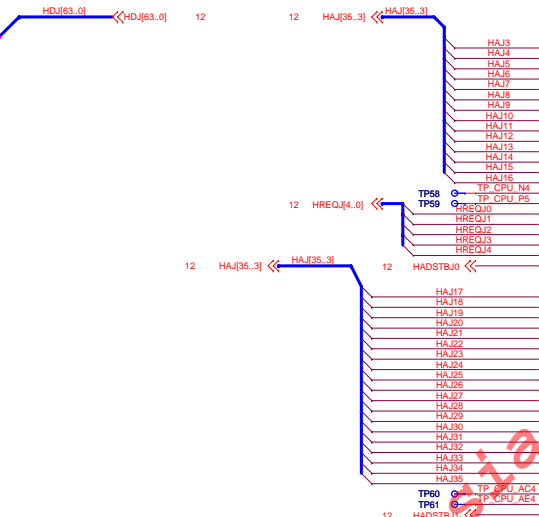 HDJ[63..0] HDJ[63..0] 12
12 HAJ[35..3] HAJ[35..3]
HAJ3
HAJ4
HAJ5
HAJ6
HAJ7
HAJ8
HAJ9
HAJ10
HAJ11
HAJ12
HAJ13
HAJ14
HAJ15
HAJ16
TP58 TP_CPU_N4
TP59 TP_CPU_P5
12 HREQJ[4..0]
HREQJ0
HREQJ1
HREQJ2
HREQJ3
HREQJ4
12 HADSTBJ0
12 HAJ[35..3] HAJ[35..3]
HAJ17
HAJ18
HAJ19
HAJ20
HAJ21
HAJ22
HAJ23
HAJ24
HAJ25
HAJ26
HAJ27
HAJ28
HAJ29
HAJ30
HAJ31
HAJ32
HAJ33
HAJ34
HAJ35
TP60 TP_CPU_AC4
TP61 TP_CPU_AE4
12 HADSTBJ1
sia